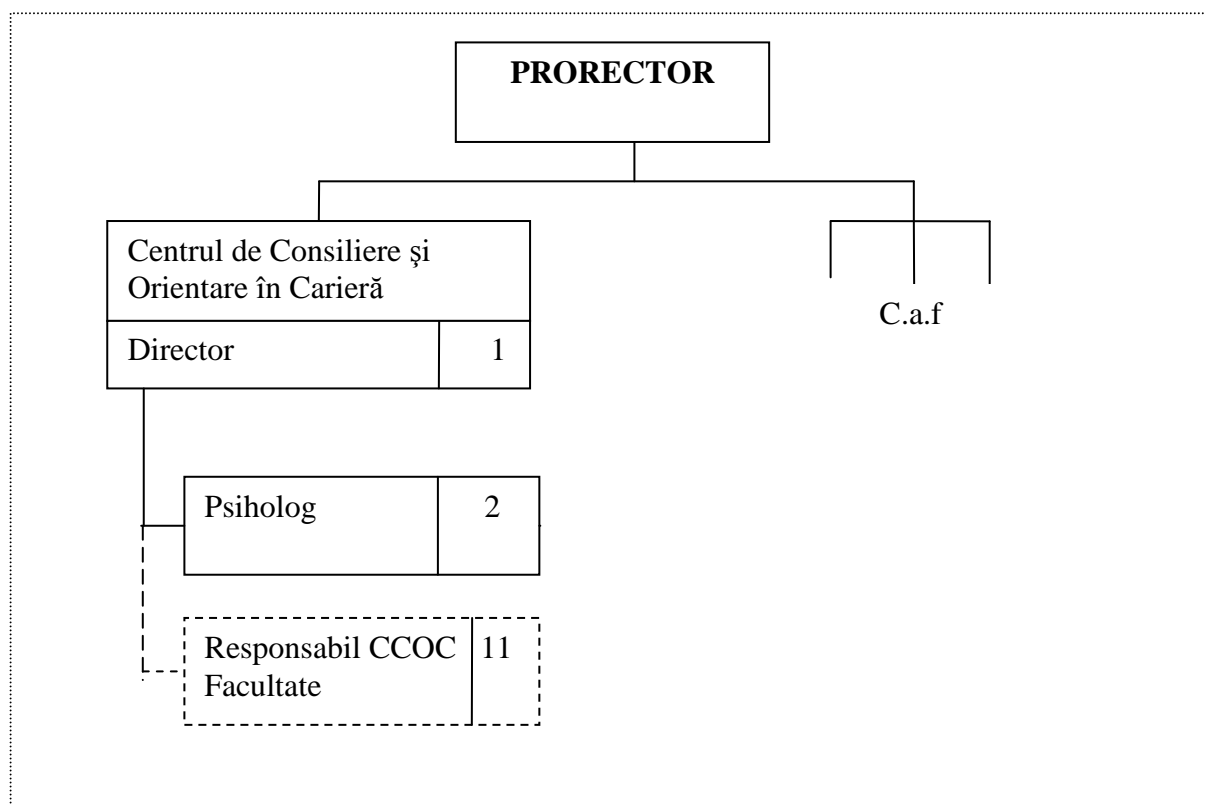 PRORECTOR
Centrul de Consiliere şi
Orientare în Carieră
Director 1
C.a.f
Psiholog 2
Responsabil CCOC 11
Facultate